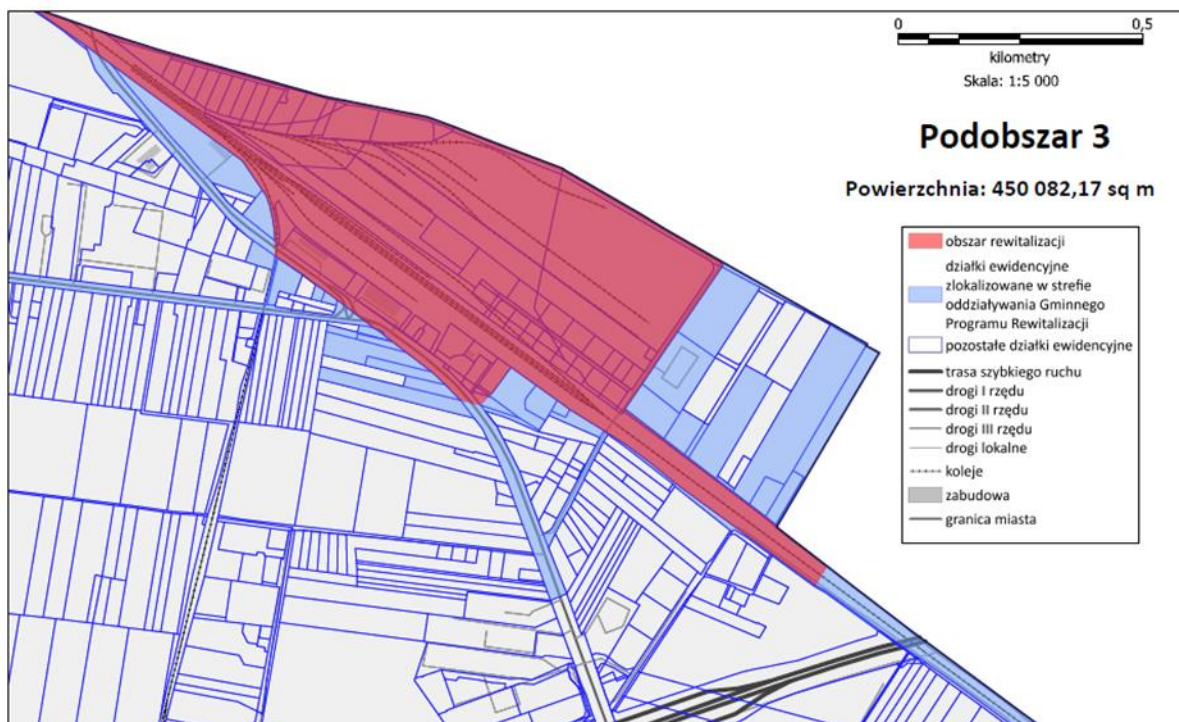 0 0,5
kilometry
Skala: 1:5 000
Podobszar 3
Powierzchnia: 450 082,17 sq m
obszar rewitalizacji
działki ewidencyjne
zlokalizowane w strefie
oddziaływania Gminnego
Programu Rewitalizacji
pozostałe działki ewidencyjne
trasa szybkiego ruchu
drogi I rzędu
drogi II rzędu
drogi III rzędu
drogi lokalne
koleje
zabudowa
granica miasta